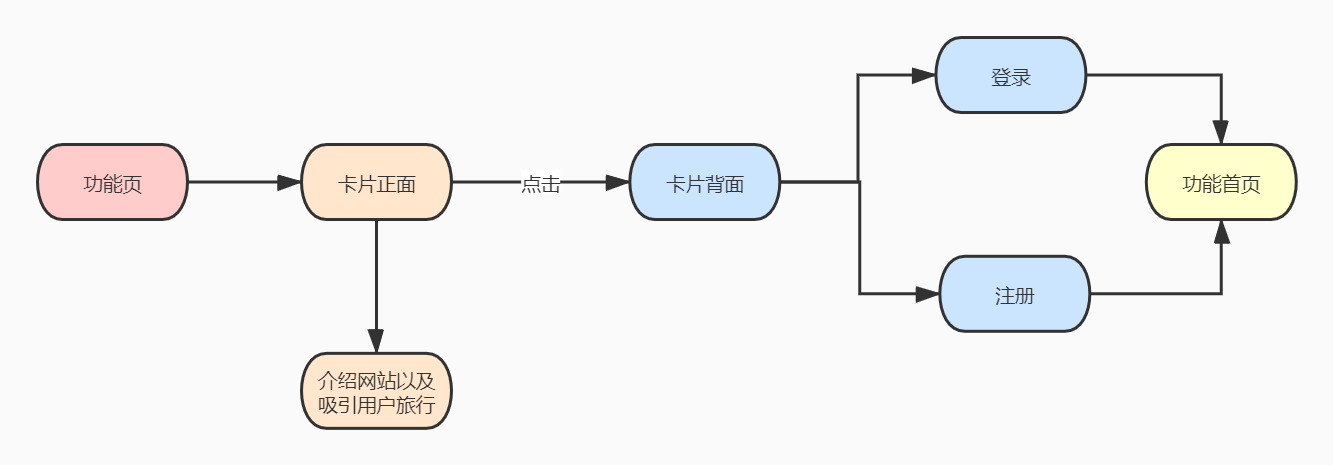 登录
功能页
卡片正面
点击
卡片背面
功能首页
注册
介绍网站以及
吸引用户旅行